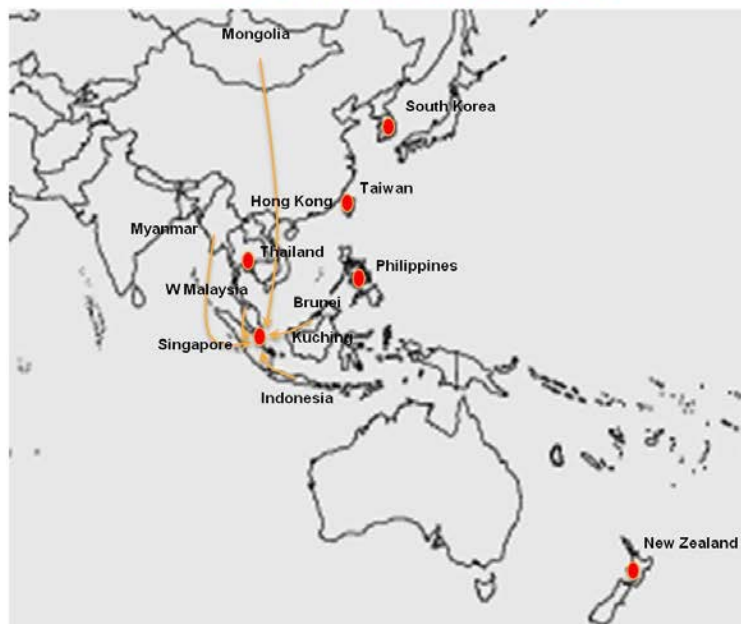 Mongolia
South Korea
Taiwan
Hong Kong
Myanmar
Thailand
Philippines
W Malaysia
Brunei
Singapore
Kuching
Indonesia
New Zealand